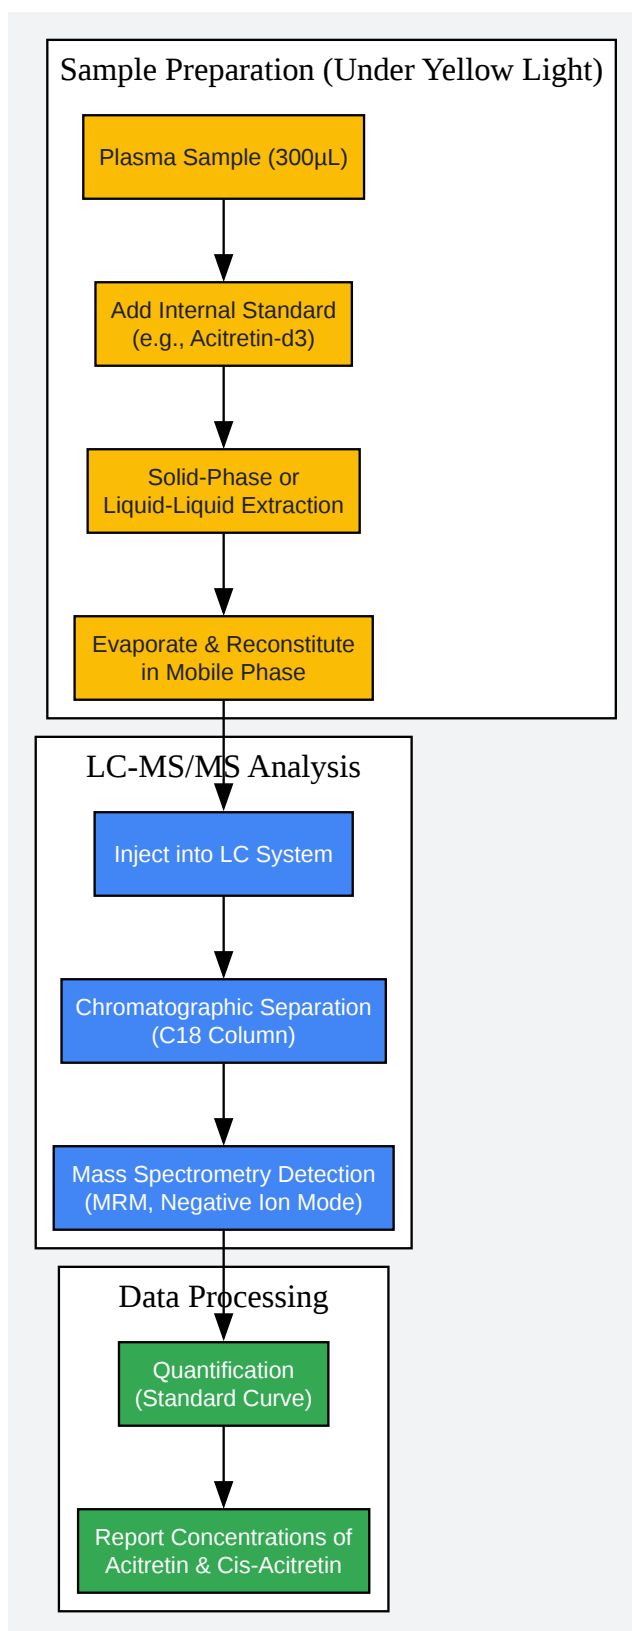 Sample Preparation (Under Yellow Light)
Plasma Sample (300µL)
Add Internal Standard
(e.g., Acitretin-d3)
Solid-Phase or
Liquid-Liquid Extraction
Evaporate & Reconstitute
in Mobile Phase
LC-MS/MS Analysis
Inject into LC System
Chromatographic Separation
(C18 Column)
Mass Spectrometry Detection
(MRM, Negative Ion Mode)
Data Processing
Quantification
(Standard Curve)
Report Concentrations of
Acitretin & Cis-Acitretin